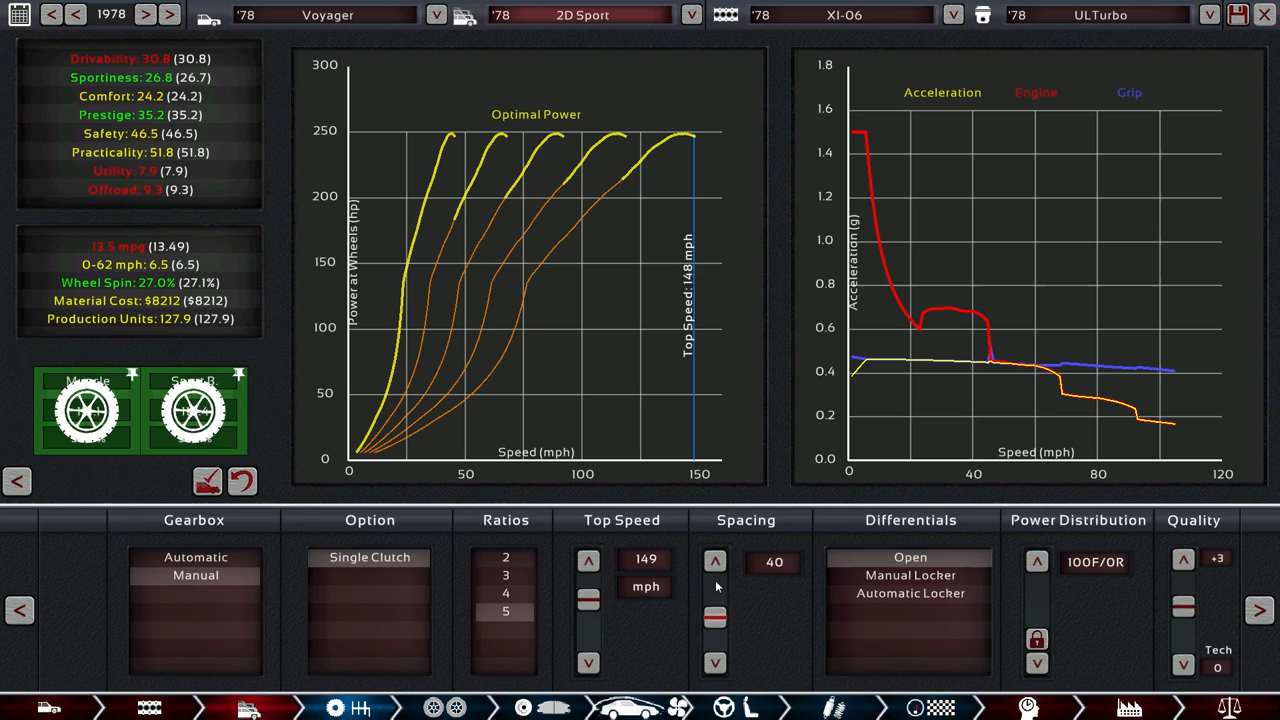 1978
'78 Voyager
'78 2D Sport
'78 XI-06
'78 ULTurbo
Drivability: 30.8 (30.8)
Sportiness: 26.8 (26.7)
Comfort: 24.2 (24.2)
Prestige: 35.2 (35.2)
Safety: 46.5 (46.5)
Practicality: 51.8 (51.8)
Utility: 7.9 (7.9)
Offroad: 9.3 (9.3)
13.5 mpg (13.49)
0-62 mph: 6.5 (6.5)
Wheel Spin: 27.0% (27.1%)
Material Cost: $8212 ($8212)
Production Units: 127.9 (127.9)
Optimal Power
Power at Wheels (hp)
300
250
200
150
100
50
0
Top Speed: 148 mph
Speed (mph)
0 50 100 150
Acceleration Engine Grip
Acceleration (g)
1.8
1.6
1.4
1.2
1.0
0.8
0.6
0.4
0.2
0.0
Speed (mph)
0 40 80 120
Gearbox
Automatic
Manual
Option
Single Clutch
Ratios
2
3
4
5
Top Speed
149
mph
Spacing
40
Differentials
Open
Manual Locker
Automatic Locker
Power Distribution
100F/0R
Quality
+3
Tech
0